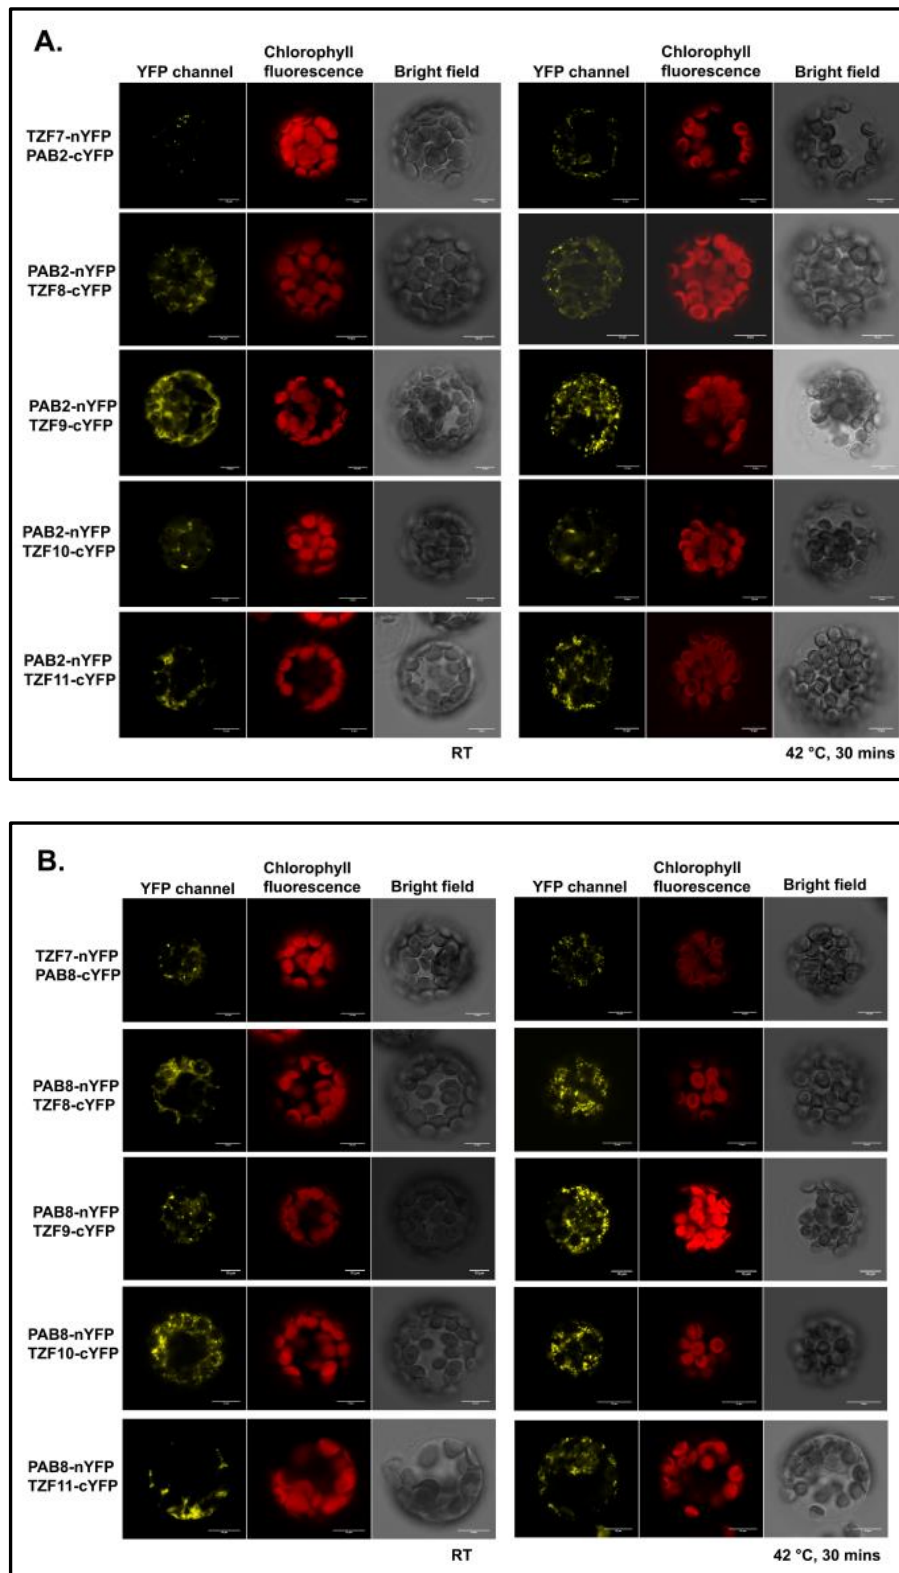 A.
YFP channel
Chlorophyll
fluorescence
Bright field
YFP channel
Chlorophyll
fluorescence
Bright field
TZF7-nYFP
PAB2-cYFP
PAB2-nYFP
TZF8-cYFP
PAB2-nYFP
TZF9-cYFP
PAB2-nYFP
TZF10-cYFP
PAB2-nYFP
TZF11-cYFP
RT
42 °C, 30 mins
B.
YFP channel
Chlorophyll
fluorescence
Bright field
YFP channel
Chlorophyll
fluorescence
Bright field
TZF7-nYFP
PAB8-cYFP
PAB8-nYFP
TZF8-cYFP
PAB8-nYFP
TZF9-cYFP
PAB8-nYFP
TZF10-cYFP
PAB8-nYFP
TZF11-cYFP
RT
42 °C, 30 mins